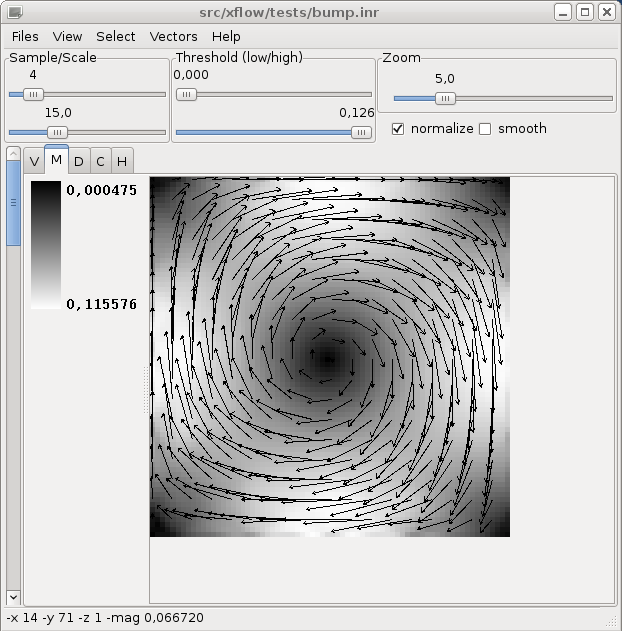 src/xflow/tests/bump.inr
Files View Select Vectors Help
Sample/Scale
4
15,0
Threshold (low/high)
0,000
0,126
Zoom
5,0
normalize smooth
V M D C H
0,000475
0,115576
-x 14 -y 71 -z 1 -mag 0,066720